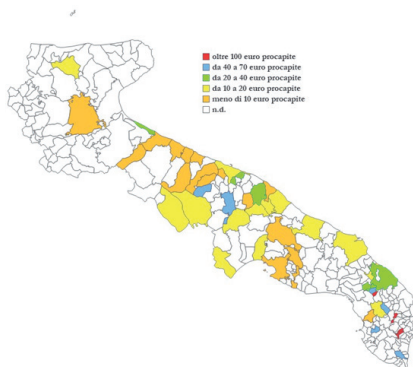 oltre 100 euro procapite
da 40 a 70 euro procapite
da 20 a 40 euro procapite
da 10 a 20 euro procapite
meno di 10 euro procapite
n.d.